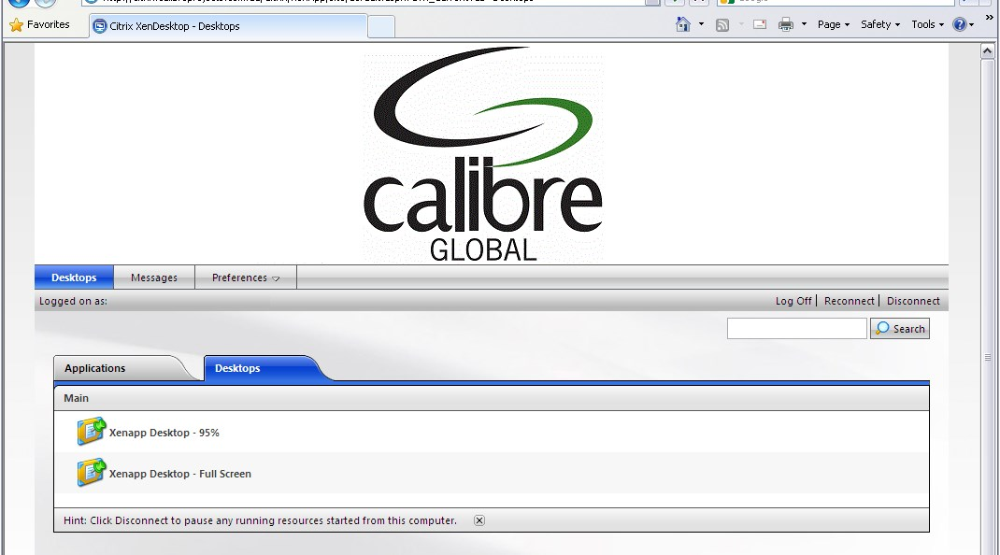 Favorites
Citrix XenDesktop - Desktops
Page
Safety
Tools
calibre
GLOBAL
Desktops Messages Preferences
Logged on as:
Log Off | Reconnect | Disconnect
Search
Applications Desktops
Main
Xenapp Desktop - 95%
Xenapp Desktop - Full Screen
Hint: Click Disconnect to pause any running resources started from this computer.